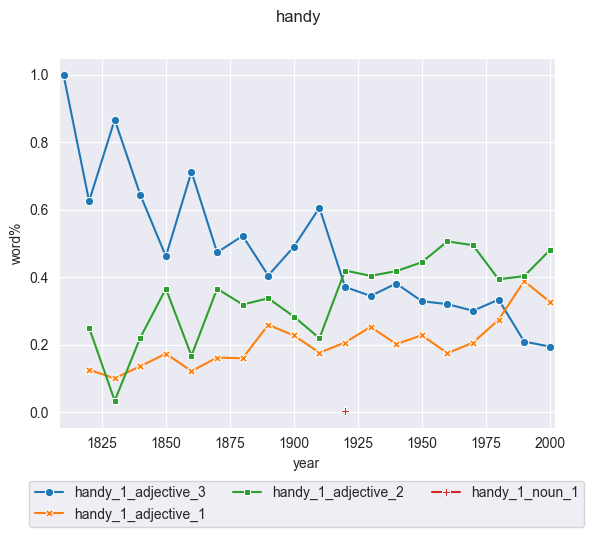 handy
1.0
0.8
0.6
0.4
0.2
0.0
word%
1825 1850 1875 1900 1925 1950 1975 2000
year
handy_1_adjective_3 handy_1_adjective_2 handy_1_noun_1
handy_1_adjective_1